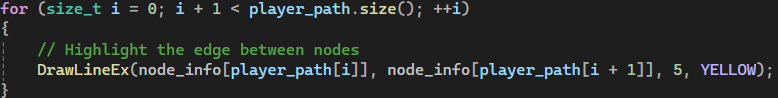 for (size_t i = 0; i + 1 < player_path.size(); ++i)
{
    // Highlight the edge between nodes
    DrawLineEx(node_info[player_path[i]], node_info[player_path[i + 1]], 5, YELLOW);
}